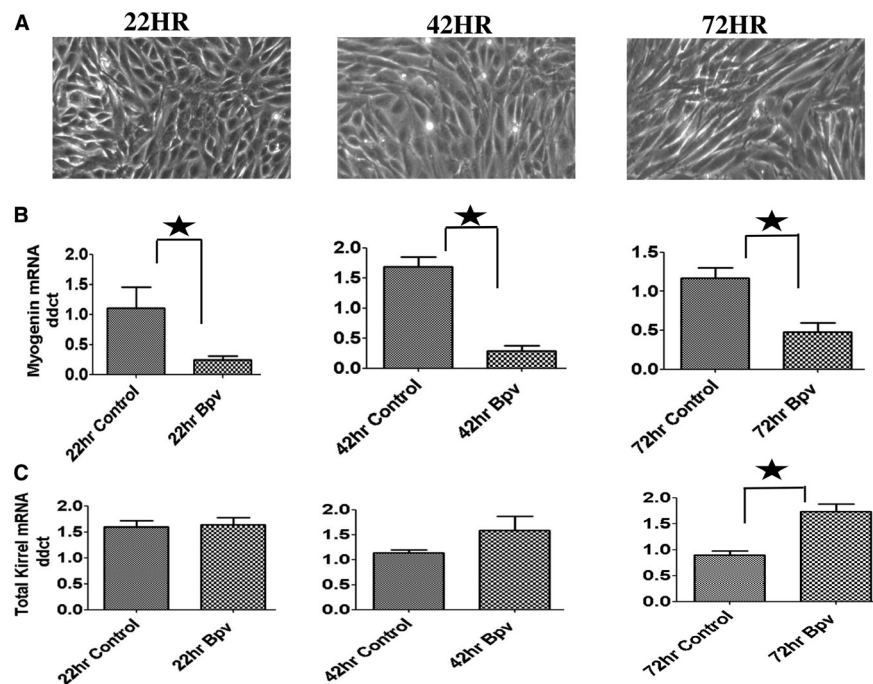 A
22HR
42HR
72HR
B
Myogenin mRNA
ddct
2.0
1.5
1.0
0.5
0.0
22hr Control
22hr Bpv
2.0
1.5
1.0
0.5
0.0
42hr Control
42hr Bpv
1.5
1.0
0.5
0.0
72hr Control
72hr Bpv
C
Total Kirrel mRNA
ddct
2.0
1.5
1.0
0.5
0.0
22hr Control
22hr Bpv
2.0
1.5
1.0
0.5
0.0
42hr Control
42hr Bpv
2.0
1.5
1.0
0.5
0.0
72hr Control
72hr Bpv